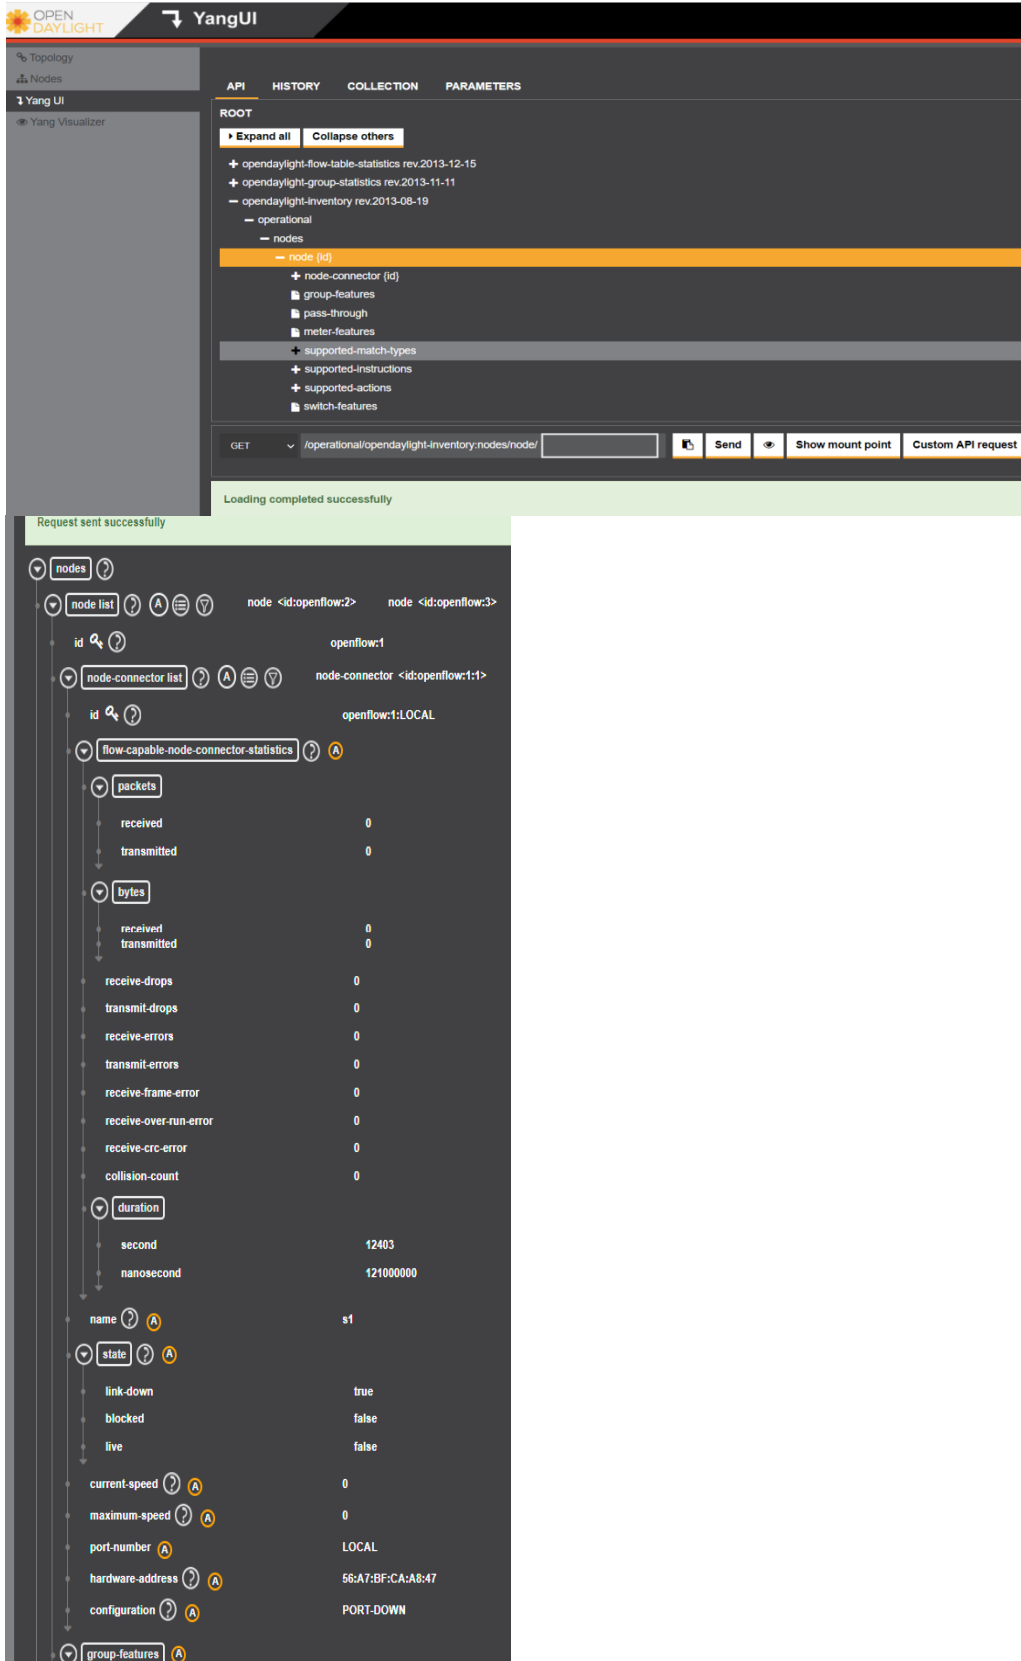 OPEN
DAYLIGHT
YangUI
Topology
Nodes
Yang UI
Yang Visualizer
API HISTORY COLLECTION PARAMETERS
ROOT
Expand all Collapse others
opendaylight-flow-table-statistics rev.2013-12-15
opendaylight-group-statistics rev.2013-11-11
opendaylight-inventory rev.2013-08-19
operational
nodes
node {id}
node-connector {id}
group-features
pass-through
meter-features
supported-match-types
supported-instructions
supported-actions
switch-features
GET /operational/opendaylight-inventory:nodes/node/ Send Show mount point Custom API request
Loading completed successfully
Request sent successfully
nodes ?
node list ? A node <id:openflow:2> node <id:openflow:3>
id ? openflow:1
node-connector list ? A node-connector <id:openflow:1:1>
id ? openflow:1:LOCAL
flow-capable-node-connector-statistics ? A
packets
received 0
transmitted 0
bytes
received 0
transmitted 0
receive-drops 0
transmit-drops 0
receive-errors 0
transmit-errors 0
receive-frame-error 0
receive-over-run-error 0
receive-crc-error 0
collision-count 0
duration
second 12403
nanosecond 121000000
name ? A s1
state ? A
link-down true
blocked false
live false
current-speed ? A 0
maximum-speed ? A 0
port-number A LOCAL
hardware-address ? A 56:A7:BF:CA:A8:47
configuration ? A PORT-DOWN
group-features A